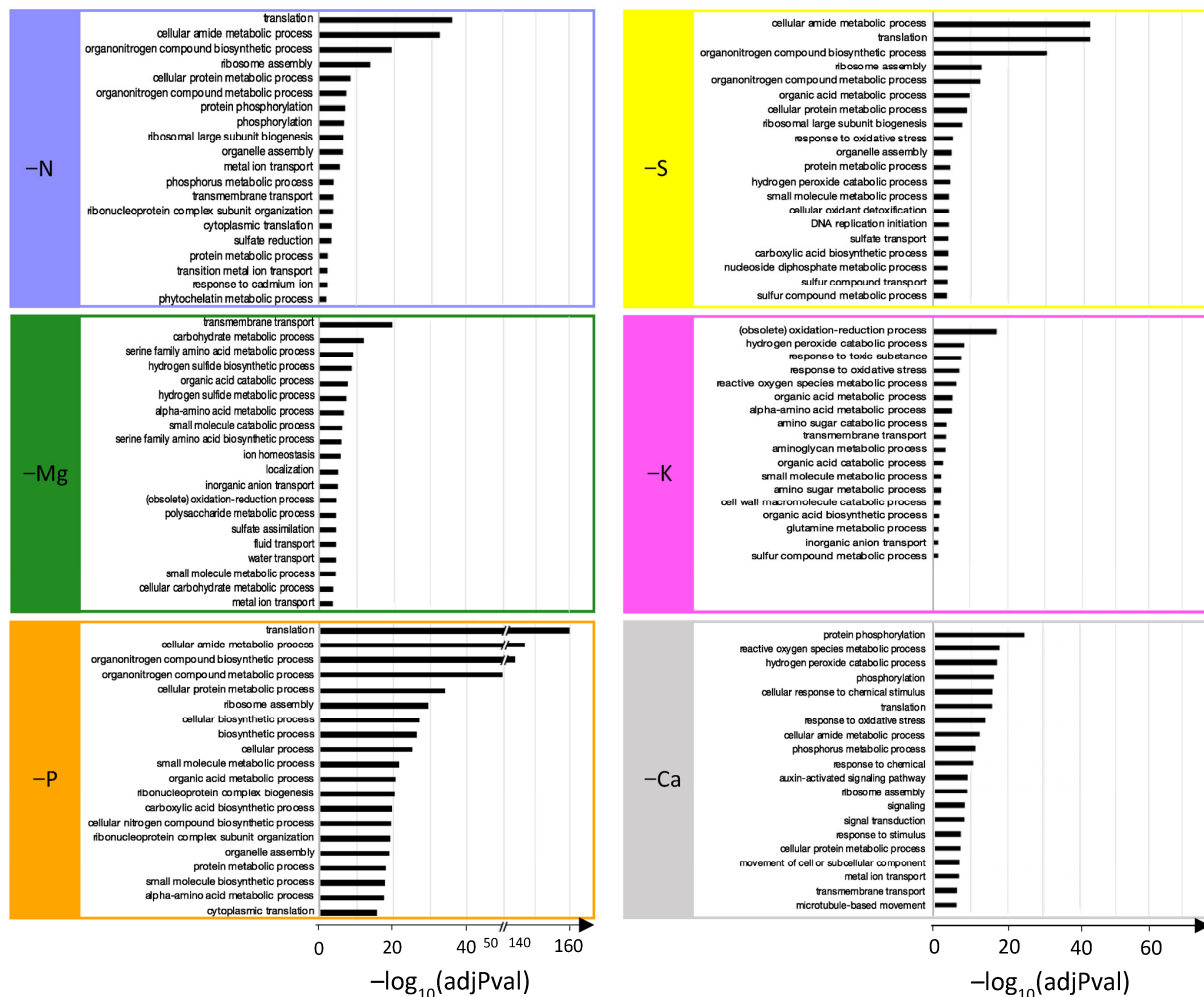 –N
translation
cellular amide metabolic process
organonitrogen compound biosynthetic process
ribosome assembly
cellular protein metabolic process
organonitrogen compound metabolic process
protein phosphorylation
phosphorylation
ribosomal large subunit biogenesis
organelle assembly
metal ion transport
phosphorus metabolic process
transmembrane transport
ribonucleoprotein complex subunit organization
cytoplasmic translation
sulfate reduction
protein metabolic process
transition metal ion transport
response to cadmium ion
phytochelatin metabolic process
–S
cellular amide metabolic process
translation
organonitrogen compound biosynthetic process
ribosome assembly
organonitrogen compound metabolic process
organic acid metabolic process
cellular protein metabolic process
ribosomal large subunit biogenesis
response to oxidative stress
organelle assembly
protein metabolic process
hydrogen peroxide catabolic process
small molecule metabolic process
cellular oxidant detoxification
DNA replication initiation
sulfate transport
carboxylic acid biosynthetic process
nucleoside diphosphate metabolic process
sulfur compound transport
sulfur compound metabolic process
–Mg
transmembrane transport
carbohydrate metabolic process
serine family amino acid metabolic process
hydrogen sulfide biosynthetic process
organic acid catabolic process
hydrogen sulfide metabolic process
alpha-amino acid metabolic process
small molecule catabolic process
serine family amino acid biosynthetic process
ion homeostasis
localization
inorganic anion transport
(obsolete) oxidation-reduction process
polysaccharide metabolic process
sulfate assimilation
fluid transport
water transport
small molecule metabolic process
cellular carbohydrate metabolic process
metal ion transport
–K
(obsolete) oxidation-reduction process
hydrogen peroxide catabolic process
response to toxic substance
response to oxidative stress
reactive oxygen species metabolic process
organic acid metabolic process
alpha-amino acid metabolic process
amino sugar catabolic process
transmembrane transport
aminoglycan metabolic process
organic acid catabolic process
small molecule metabolic process
amino sugar metabolic process
cell wall macromolecule catabolic process
organic acid biosynthetic process
glutamine metabolic process
inorganic anion transport
sulfur compound metabolic process
–P
translation
cellular amide metabolic process
organonitrogen compound biosynthetic process
organonitrogen compound metabolic process
cellular protein metabolic process
ribosome assembly
cellular biosynthetic process
biosynthetic process
cellular process
small molecule metabolic process
organic acid metabolic process
ribonucleoprotein complex biogenesis
carboxylic acid biosynthetic process
cellular nitrogen compound biosynthetic process
ribonucleoprotein complex subunit organization
organelle assembly
protein metabolic process
small molecule biosynthetic process
alpha-amino acid metabolic process
cytoplasmic translation
0 20 40 50 // 140 160
–log10(adjPval)
–Ca
protein phosphorylation
reactive oxygen species metabolic process
hydrogen peroxide catabolic process
phosphorylation
cellular response to chemical stimulus
translation
response to oxidative stress
cellular amide metabolic process
phosphorus metabolic process
response to chemical
auxin-activated signaling pathway
ribosome assembly
signaling
signal transduction
response to stimulus
cellular protein metabolic process
movement of cell or subcellular component
metal ion transport
transmembrane transport
microtubule-based movement
0 20 40 60
–log10(adjPval)